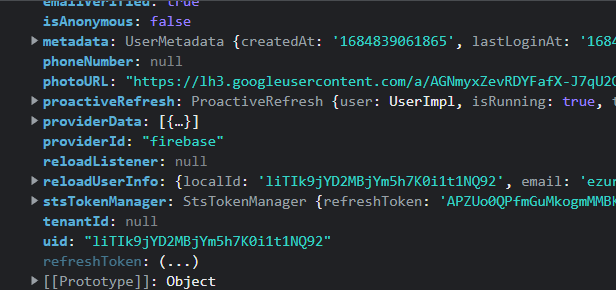 emailVerified: true
isAnonymous: false
metadata: UserMetadata {createdAt: '1684839061865', lastLoginAt: '1684
phoneNumber: null
photoURL: "https://lh3.googleusercontent.com/a/AGNmyxZevRDYFafX-J7qU2G
proactiveRefresh: ProactiveRefresh {user: UserImpl, isRunning: true, t
providerData: [{…}]
providerId: "firebase"
reloadListener: null
reloadUserInfo: {localId: 'liTIk9jYD2MBjYm5h7K0i1t1NQ92', email: 'ezur
stsTokenManager: StsTokenManager {refreshToken: 'APZUo0QPfmGuMkogmMMBK
tenantId: null
uid: "liTIk9jYD2MBjYm5h7K0i1t1NQ92"
refreshToken: (...)
[[Prototype]]: Object